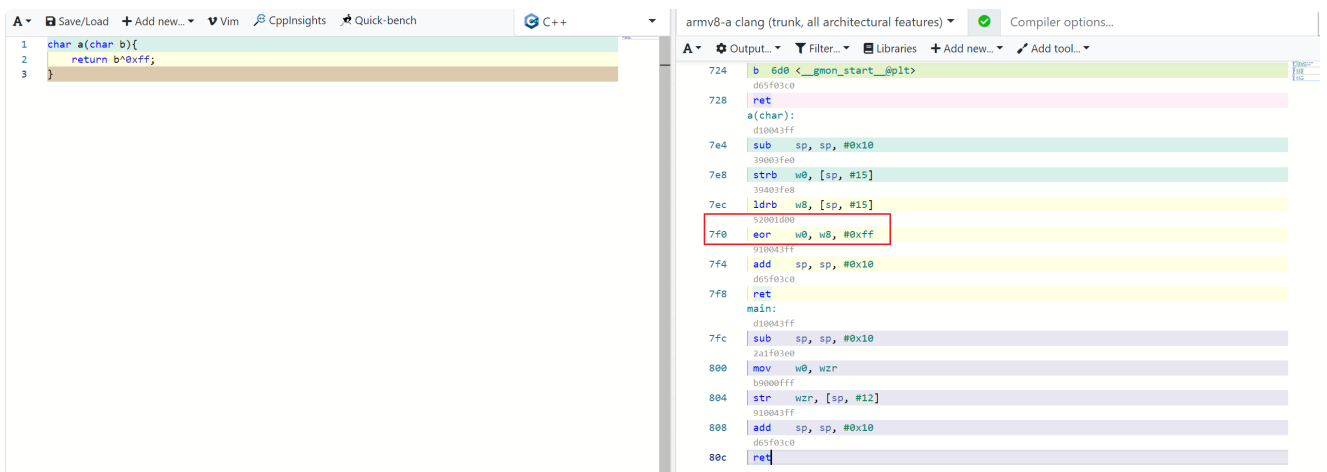 A Save/Load + Add new... Vim CppInsights Quick-bench C++
1 char a(char b){
2 return b^0xff;
3 }
armv8-a clang (trunk, all architectural features) Compiler options...
A Output... Filter... Libraries + Add new... Add tool...
724 b 6d0 <__gmon_start__@plt>
d65f03c0
728 ret
a(char):
d10043ff
7e4 sub sp, sp, #0x10
39003fe0
7e8 strb w0, [sp, #15]
39403fe8
7ec ldrb w8, [sp, #15]
52001d00
7f0 eor w0, w8, #0xff
910043ff
7f4 add sp, sp, #0x10
d65f03c0
7f8 ret
main:
d10043ff
7fc sub sp, sp, #0x10
2a1f03e0
800 mov w0, wzr
b9000fff
804 str wzr, [sp, #12]
910043ff
808 add sp, sp, #0x10
d65f03c0
80c ret